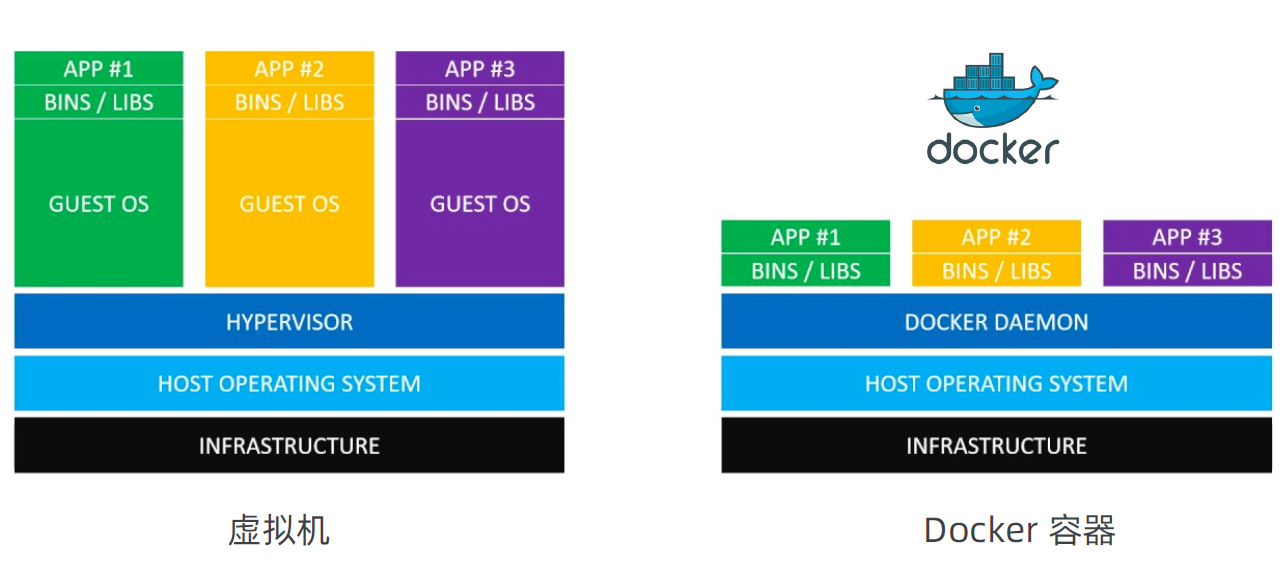 APP #1
BINS / LIBS
GUEST OS
APP #2
BINS / LIBS
GUEST OS
APP #3
BINS / LIBS
GUEST OS
HYPERVISOR
HOST OPERATING SYSTEM
INFRASTRUCTURE
虚拟机
docker
APP #1
BINS / LIBS
APP #2
BINS / LIBS
APP #3
BINS / LIBS
DOCKER DAEMON
HOST OPERATING SYSTEM
INFRASTRUCTURE
Docker 容器